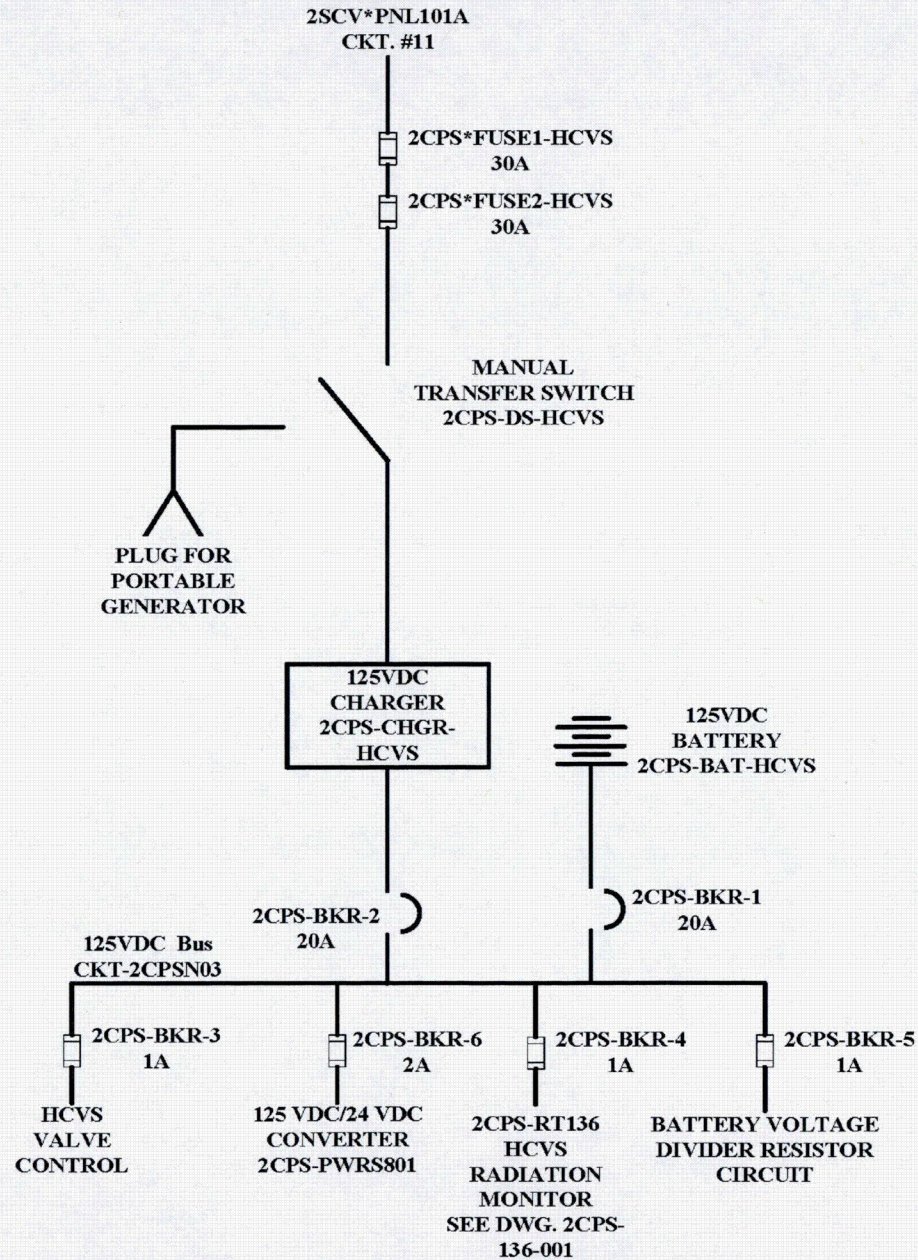 2SCV*PNL101A
CKT. #11
2CPS*FUSE1-HCVS
30A
2CPS*FUSE2-HCVS
30A
MANUAL
TRANSFER SWITCH
2CPS-DS-HCVS
PLUG FOR
PORTABLE
GENERATOR
125VDC
CHARGER
2CPS-CHGR-
HCVS
125VDC
BATTERY
2CPS-BAT-HCVS
2CPS-BKR-2
20A
2CPS-BKR-1
20A
125VDC Bus
CKT-2CPSN03
2CPS-BKR-3
1A
2CPS-BKR-6
2A
2CPS-BKR-4
1A
2CPS-BKR-5
1A
HCVS
VALVE
CONTROL
125 VDC/24 VDC
CONVERTER
2CPS-PWRS801
2CPS-RT136
HCVS
RADIATION
MONITOR
SEE DWG. 2CPS-
136-001
BATTERY VOLTAGE
DIVIDER RESISTOR
CIRCUIT